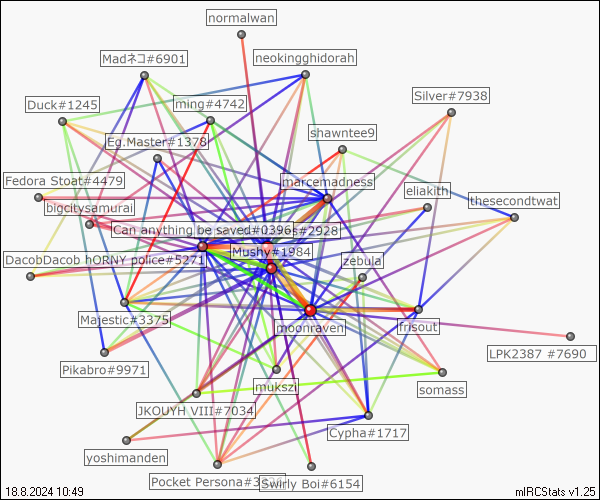 normalwan
Madネコ#6901
neokingghidorah
Duck#1245
ming#4742
Silver#7938
Eg.Master#1378
shawntee9
Fedora Stoat#4479
marcemadness
eliakith
thesecondtwat
bigcitysamurai
Can anything be saved#0396
es#2928
Mushy#1984
DacobDacob hORNY police#5271
zebula
Majestic#3375
moonraven
frisout
LPK2387 #7690
Pikabro#9971
mukszi
somass
JKOUYH VIII#7034
Cypha#1717
yoshimanden
Pocket Persona#3
Swirly Boi#6154
18.8.2024 10:49
mIRCStats v1.25